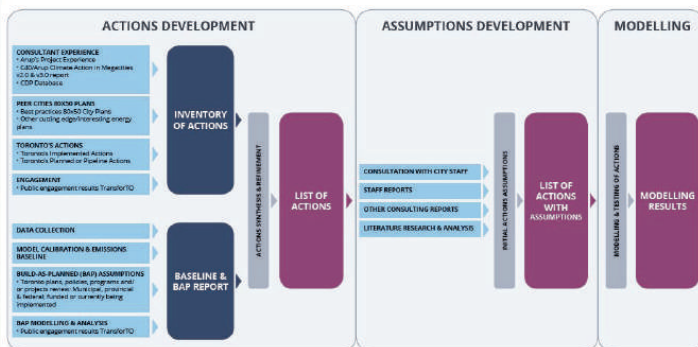 ACTIONS DEVELOPMENT
CONSULTANT EXPERIENCE
• Arup's Project Experience
• C40/Arup Climate Action in Megacities
v2.0 & v3.0 report
• CDP Database
PEER CITIES 80X50 PLANS
• Best practices 80x50 City Plans
• Other cutting edge/interesting energy
plans
TORONTO'S ACTIONS
• Toronto's Implemented Actions
• Toronto's Planned or Pipeline Actions
ENGAGEMENT
• Public engagement results TransformTO
INVENTORY
OF ACTIONS
DATA COLLECTION
MODEL CALIBRATION & EMISSIONS
BASELINE
BUILD-AS-PLANNED (BAP) ASSUMPTIONS
• Toronto plans, policies, programs and/
or projects review: Municipal, provincial
& federal; funded or currently being
implemented
BAP MODELLING & ANALYSIS
• Public engagement results TransformTO
BASELINE &
BAP REPORT
ACTIONS SYNTHESIS & REFINEMENT
LIST OF
ACTIONS
ASSUMPTIONS DEVELOPMENT
CONSULTATION WITH CITY STAFF
STAFF REPORTS
OTHER CONSULTING REPORTS
LITERATURE RESEARCH & ANALYSIS
INITIAL ACTIONS ASSUMPTIONS
LIST OF
ACTIONS
WITH
ASSUMPTIONS
MODELLING
MODELLING & TESTING OF ACTIONS
MODELLING
RESULTS